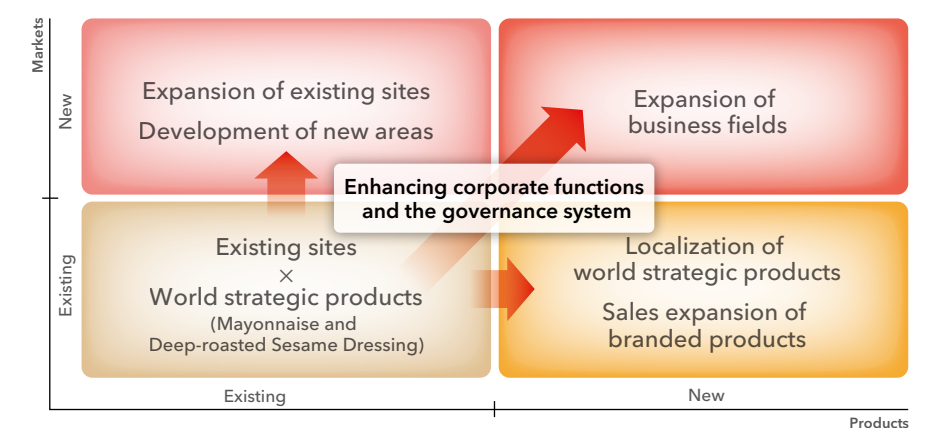 Markets
New
Expansion of existing sites
Development of new areas
Expansion of
business fields
Enhancing corporate functions
and the governance system
Existing
Existing sites
×
World strategic products
(Mayonnaise and
Deep-roasted Sesame Dressing)
Localization of
world strategic products
Sales expansion of
branded products
Existing
New
Products